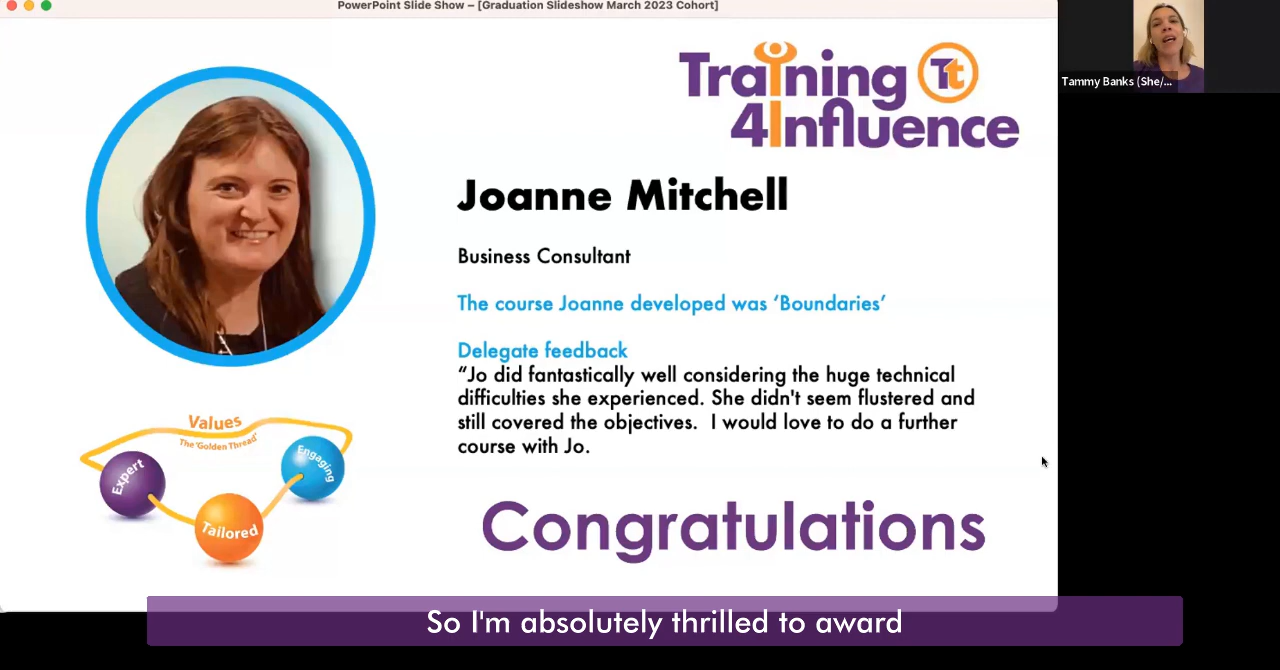 PowerPoint Slide Show – [Graduation Slideshow March 2023 Cohort]
Tammy Banks (She/...
Training Tt
4Influence
Joanne Mitchell
Business Consultant
The course Joanne developed was ‘Boundaries’
Delegate feedback
“Jo did fantastically well considering the huge technical
difficulties she experienced. She didn't seem flustered and
still covered the objectives.  I would love to do a further
course with Jo.
Values
The ‘Golden Thread’
Expert
Tailored
Engaging
Congratulations
So I'm absolutely thrilled to award